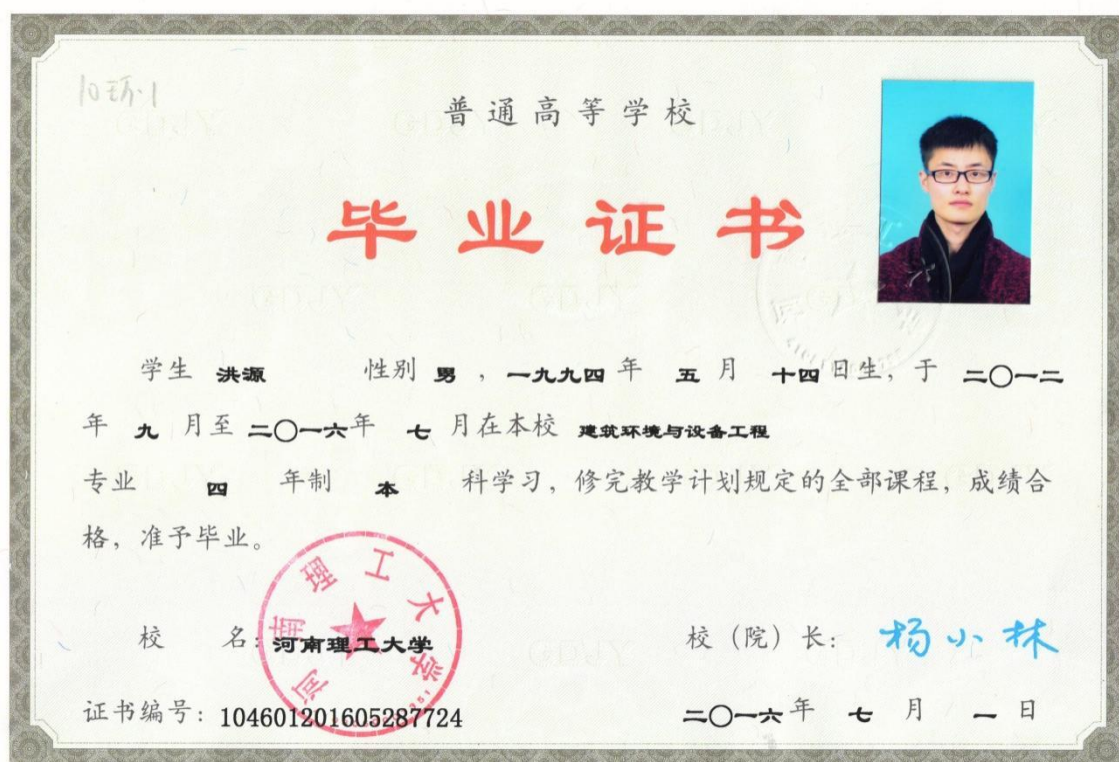 普通高等学校
毕业证书
学生 洪源 性别 男 ，一九九四 年 五 月 十四 日生，于 二〇一二
年 九 月至 二〇一六年 七 月在本校 建筑环境与设备工程
专业 四 年制 本 科学习，修完教学计划规定的全部课程，成绩合
格，准予毕业。
河南理工大学
校 名：河南理工大学 校（院）长：杨小林
证书编号：104601201605287724 二〇一六年 七 月 一 日